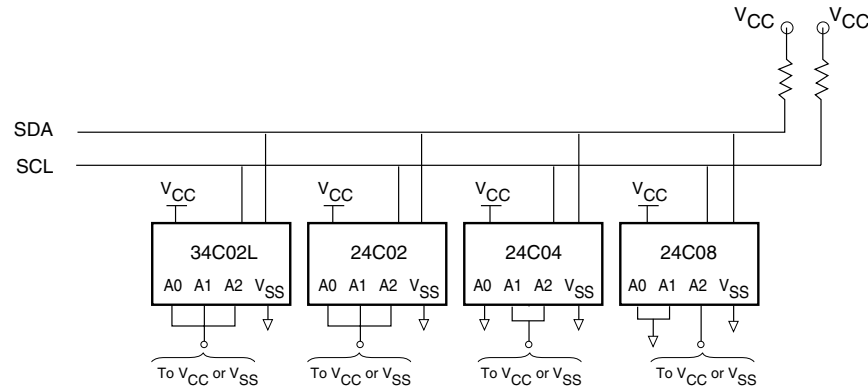 VCC VCC
SDA
SCL
VCC VCC VCC VCC
34C02L 24C02 24C04 24C08
A0 A1 A2 VSS A0 A1 A2 VSS A0 A1 A2 VSS A0 A1 A2 VSS
To VCC or VSS To VCC or VSS To VCC or VSS To VCC or VSS